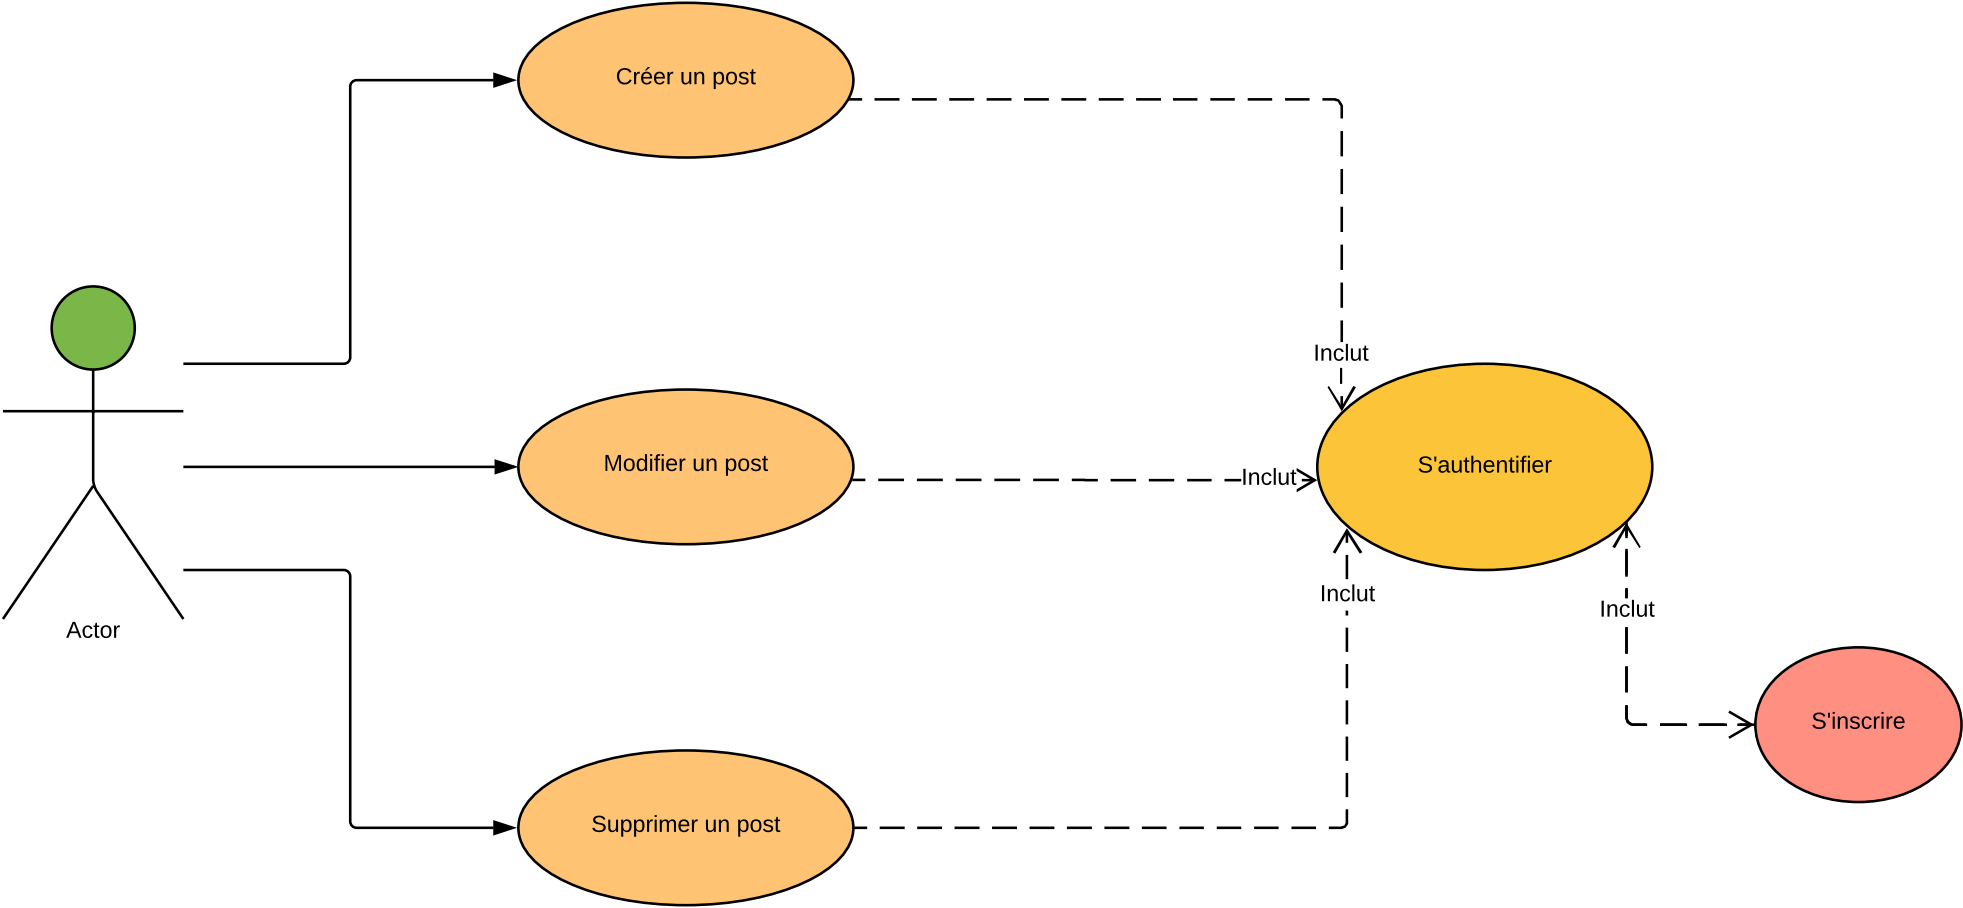 Créer un post
Inclut
Modifier un post
Inclut
S'authentifier
Inclut
Inclut
Actor
S'inscrire
Supprimer un post